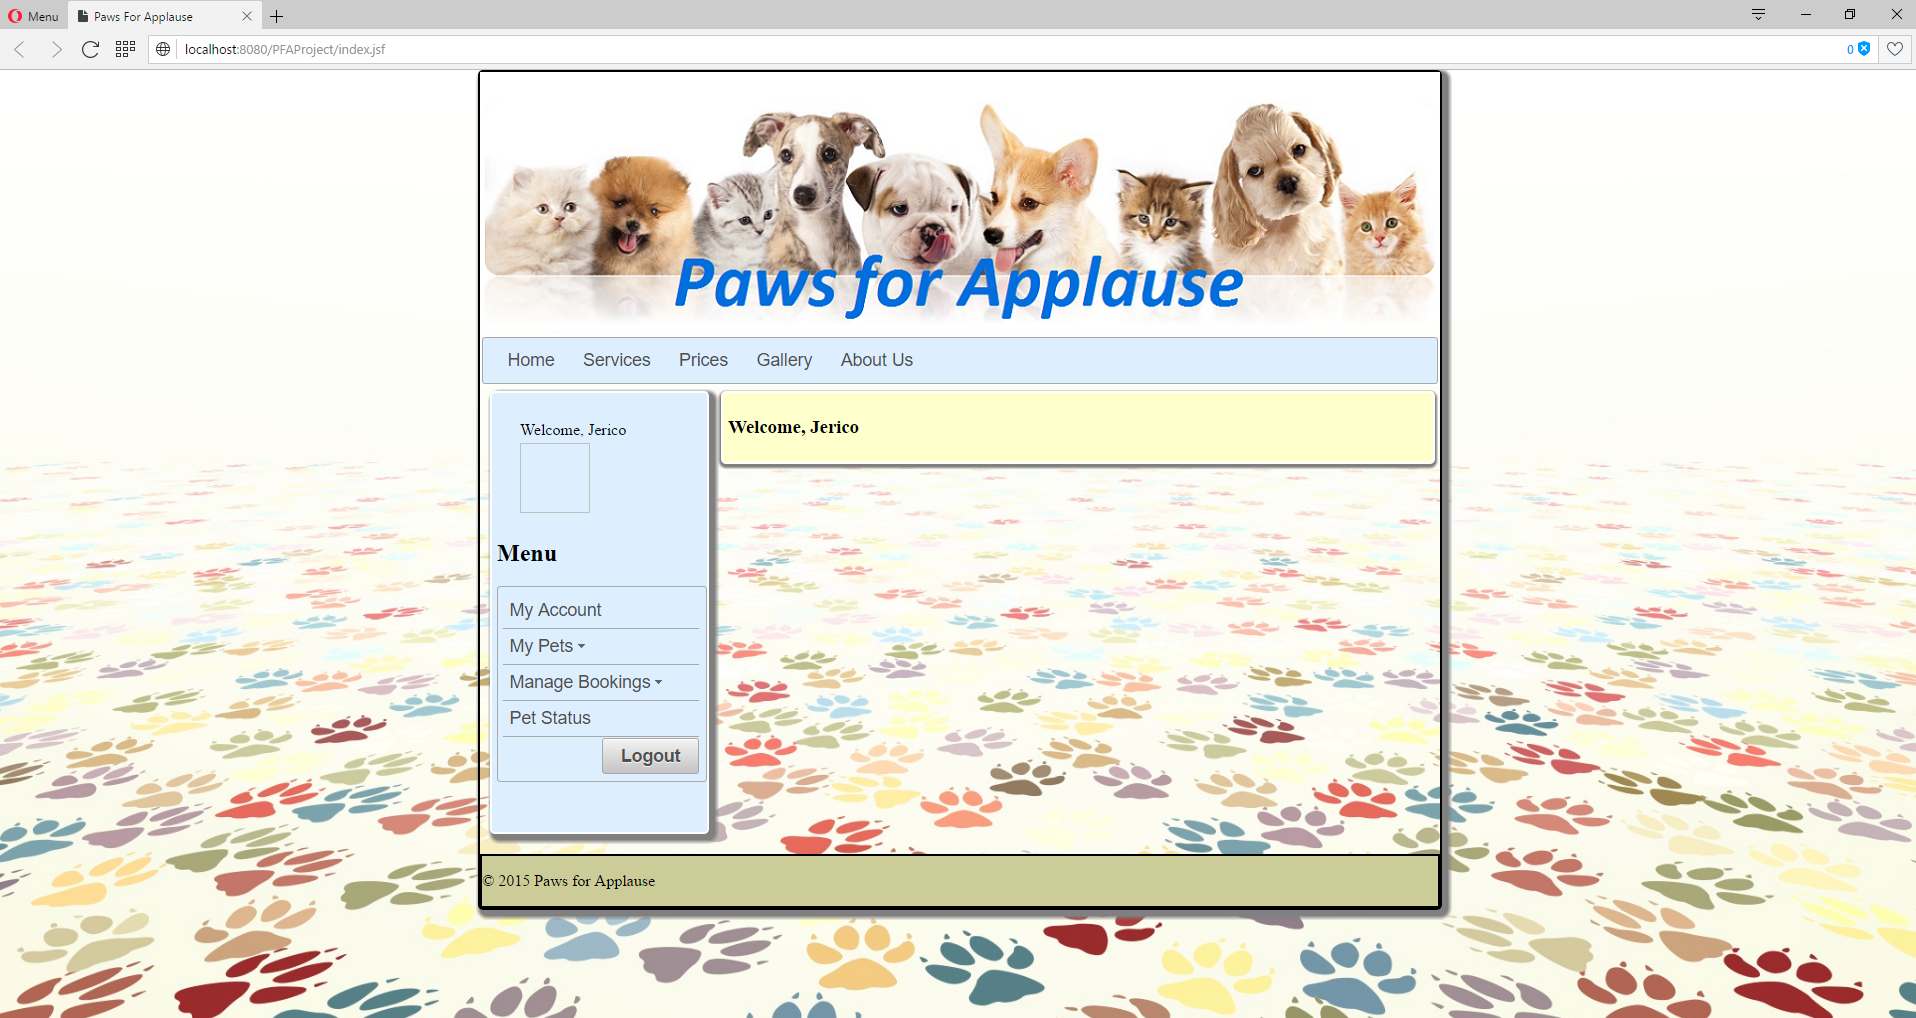 Menu
Paws For Applause
localhost:8080/PFAProject/index.jsf
0
Paws for Applause
Home Services Prices Gallery About Us
Welcome, Jerico
Menu
My Account
My Pets
Manage Bookings
Pet Status
Logout
Welcome, Jerico
© 2015 Paws for Applause